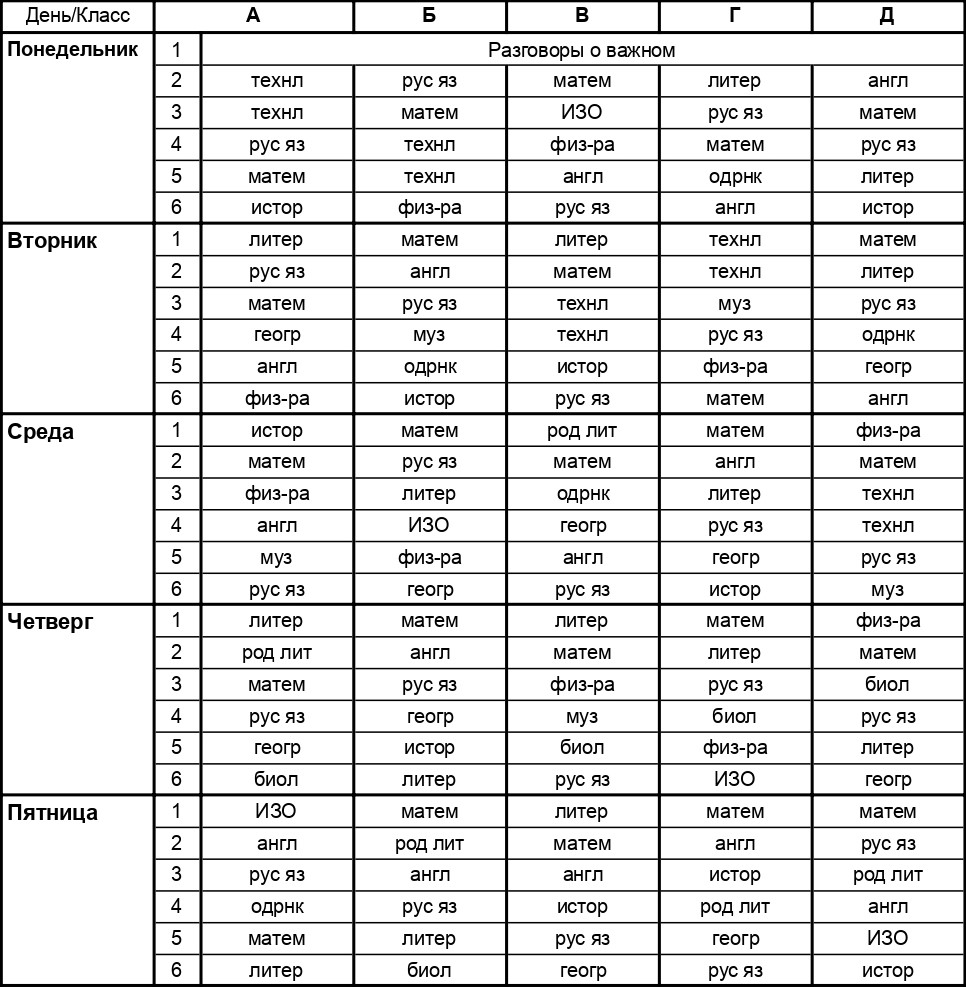 День/Класс А Б В Г Д
Понедельник 1 Разговоры о важном
2 технл рус яз матем литер англ
3 технл матем ИЗО рус яз матем
4 рус яз технл физ-ра матем рус яз
5 матем технл англ одрнк литер
6 истор физ-ра рус яз англ истор
Вторник 1 литер матем литер технл матем
2 рус яз англ матем технл литер
3 матем рус яз технл муз рус яз
4 геогр муз технл рус яз одрнк
5 англ одрнк истор физ-ра геогр
6 физ-ра истор рус яз матем англ
Среда 1 истор матем род лит матем физ-ра
2 матем рус яз матем англ матем
3 физ-ра литер одрнк литер технл
4 англ ИЗО геогр рус яз технл
5 муз физ-ра англ геогр рус яз
6 рус яз геогр рус яз истор муз
Четверг 1 литер матем литер матем физ-ра
2 род лит англ матем литер матем
3 матем рус яз физ-ра рус яз биол
4 рус яз геогр муз биол рус яз
5 геогр истор биол физ-ра литер
6 биол литер рус яз ИЗО геогр
Пятница 1 ИЗО матем литер матем матем
2 англ род лит матем англ рус яз
3 рус яз англ англ истор род лит
4 одрнк рус яз истор род лит англ
5 матем литер рус яз геогр ИЗО
6 литер биол геогр рус яз истор